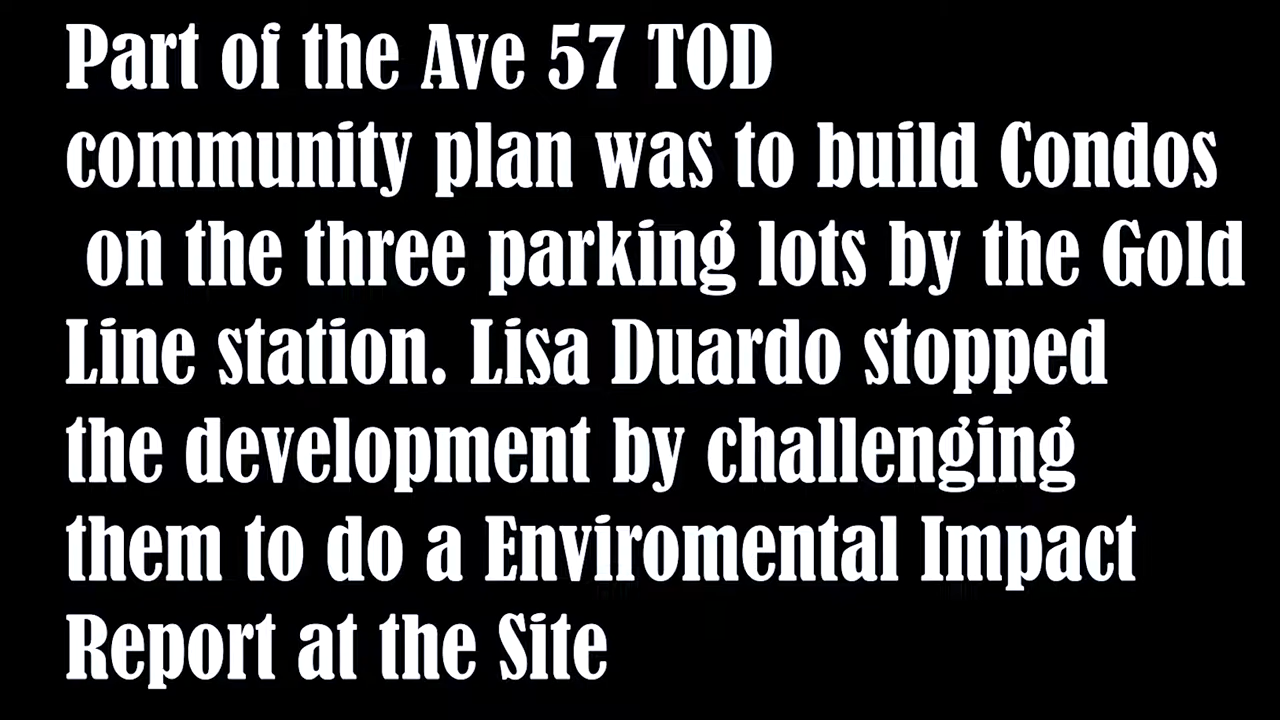 Part of the Ave 57 TOD
community plan was to build Condos
on the three parking lots by the Gold
Line station. Lisa Duardo stopped
the development by challenging
them to do a Enviromental Impact
Report at the Site